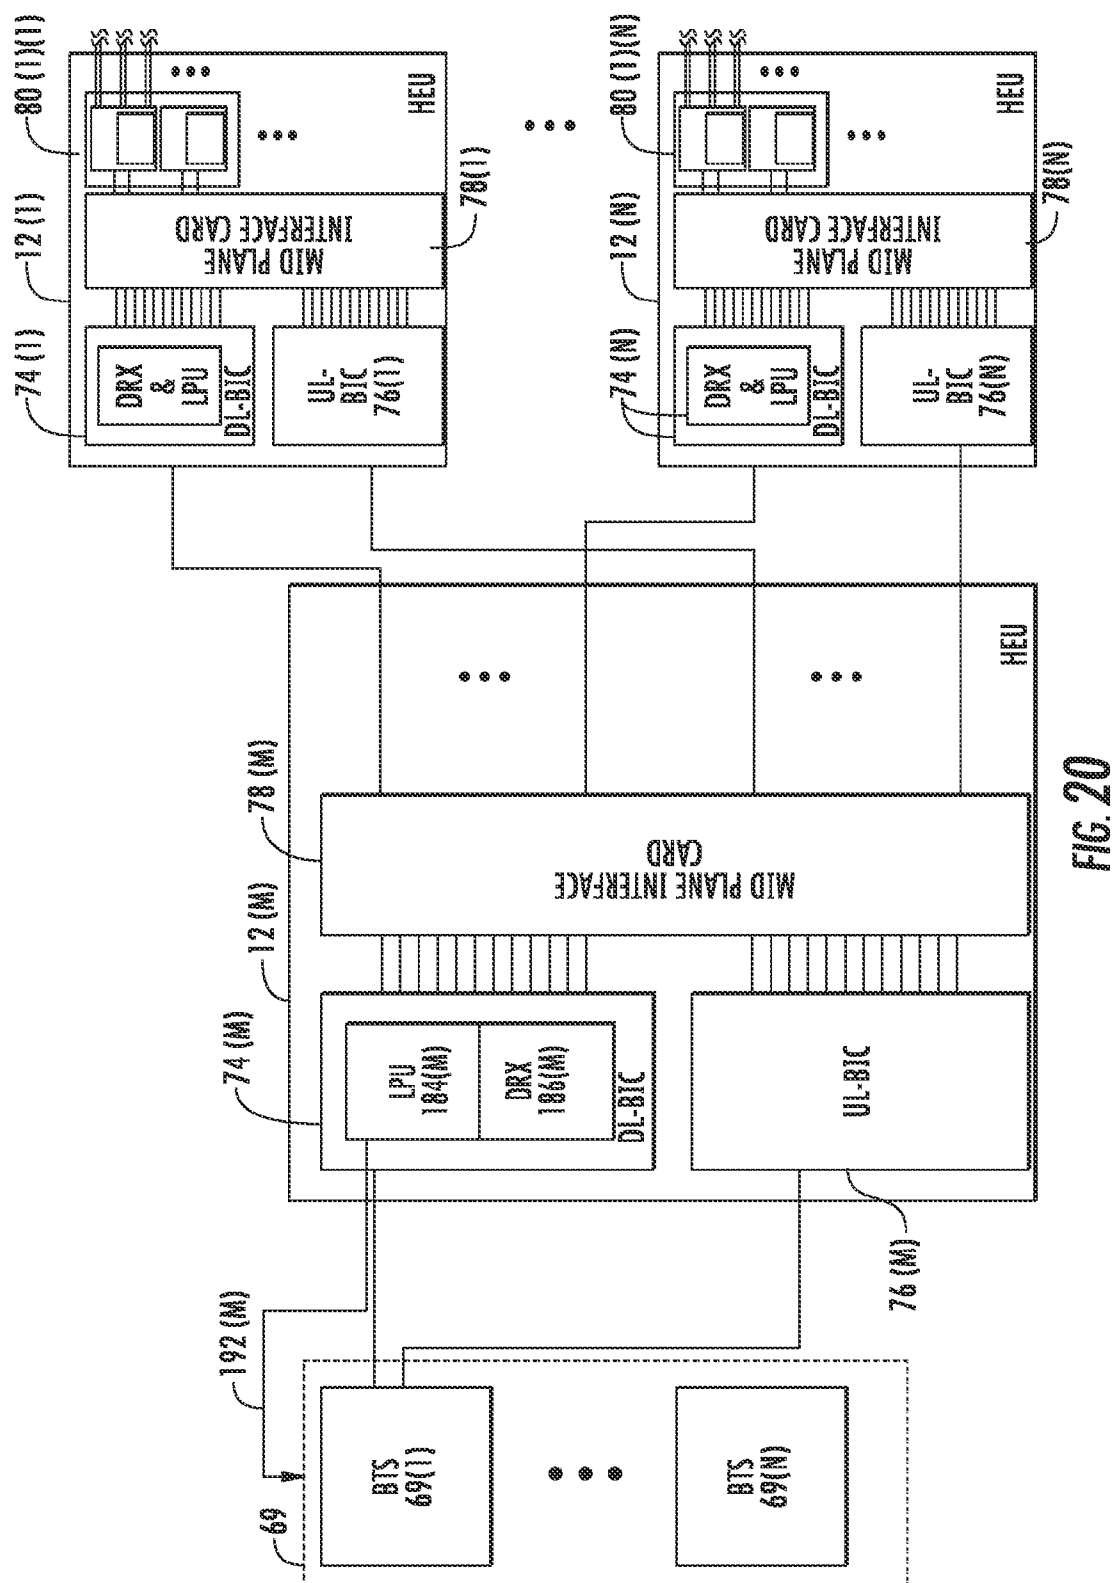 69
192 (M)
BTS
69(1)
BTS
69(N)
74 (M)
12 (M)
78 (M)
LPU
184(M)
DRX
186(M)
DL-BIC
UL-BIC
76 (M)
MID PLANE INTERFACE
CARD
HEU
74 (1)
12 (1)
80 (1)(1)
DRX
&
LPU
DL-BIC
UL-
BIC
76(1)
MID PLANE
INTERFACE CARD
78(1)
HEU
74 (N)
12 (N)
80 (1)(N)
DRX
&
LPU
DL-BIC
UL-
BIC
76(N)
MID PLANE
INTERFACE CARD
78(N)
HEU
FIG. 20